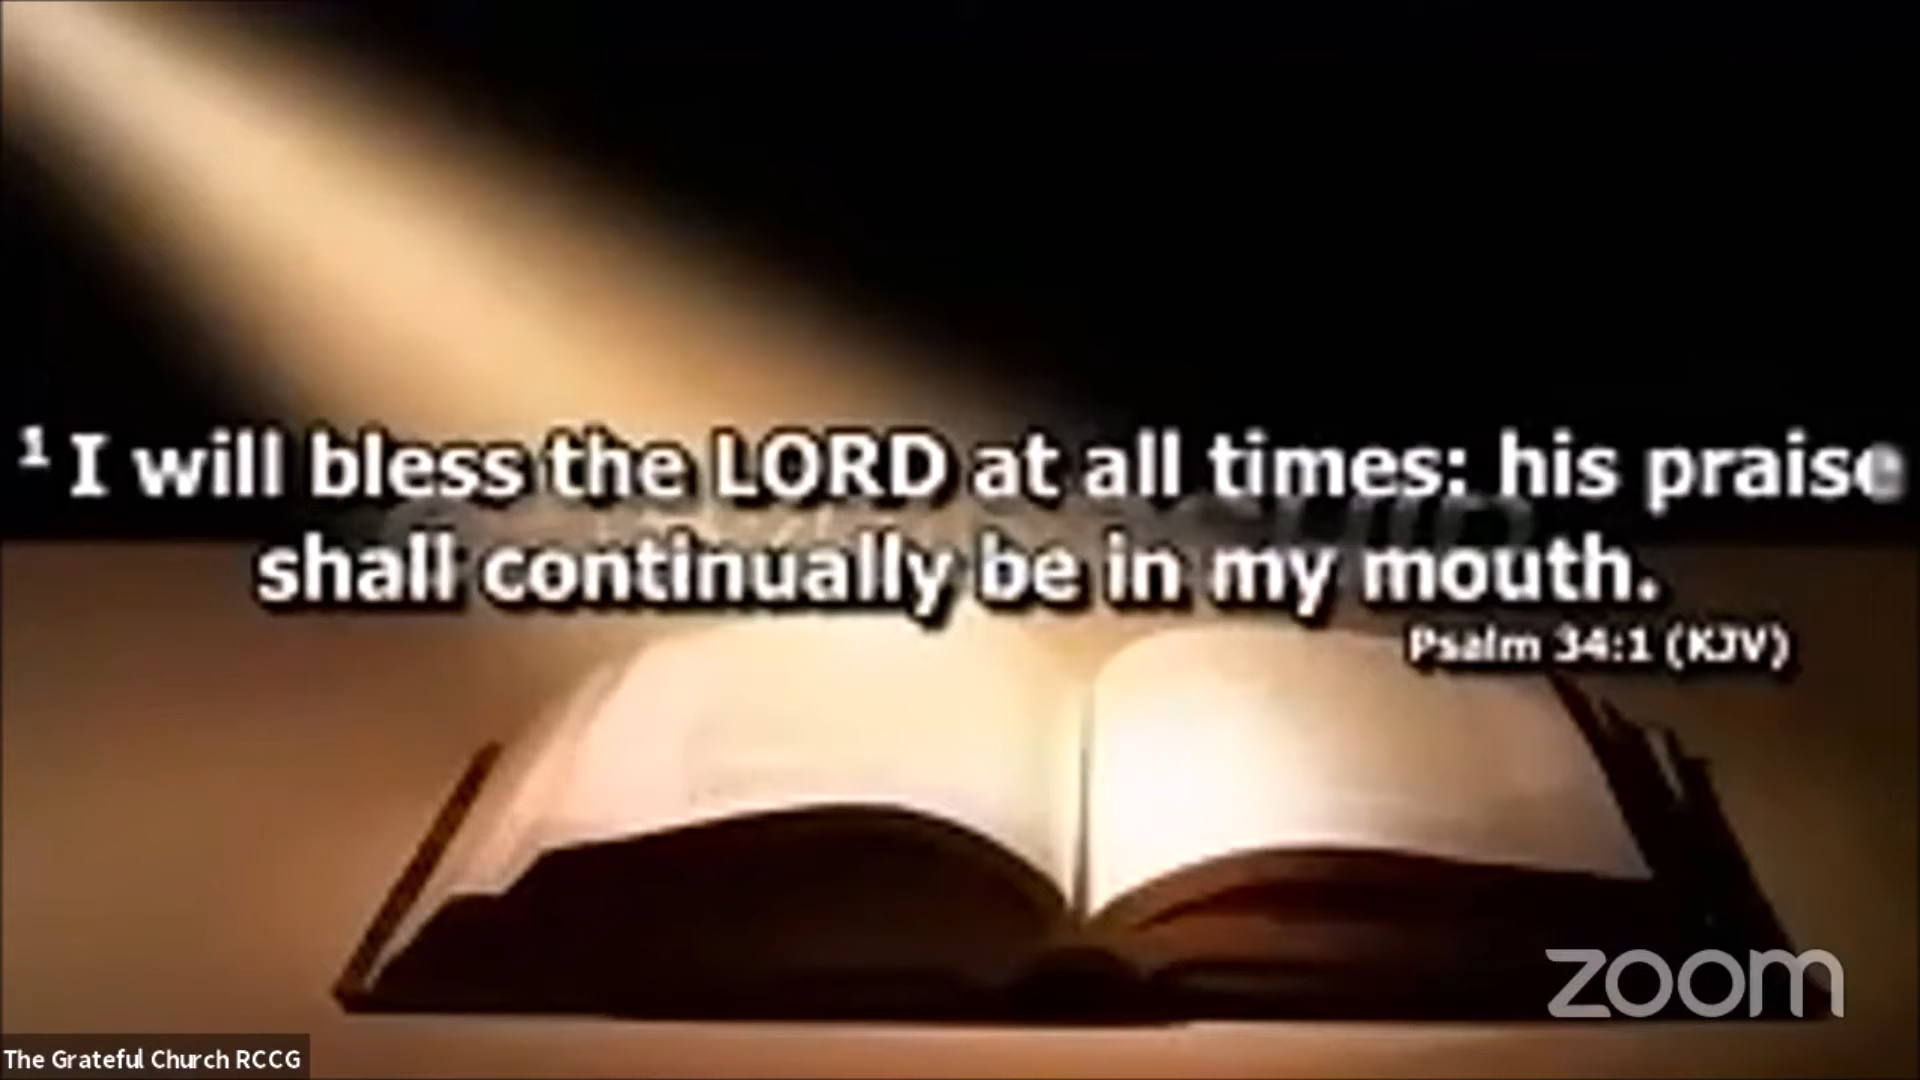 ¹ I will bless the LORD at all times: his praise
shall continually be in my mouth.
Psalm 34:1 (KJV)
zoom
The Grateful Church RCCG